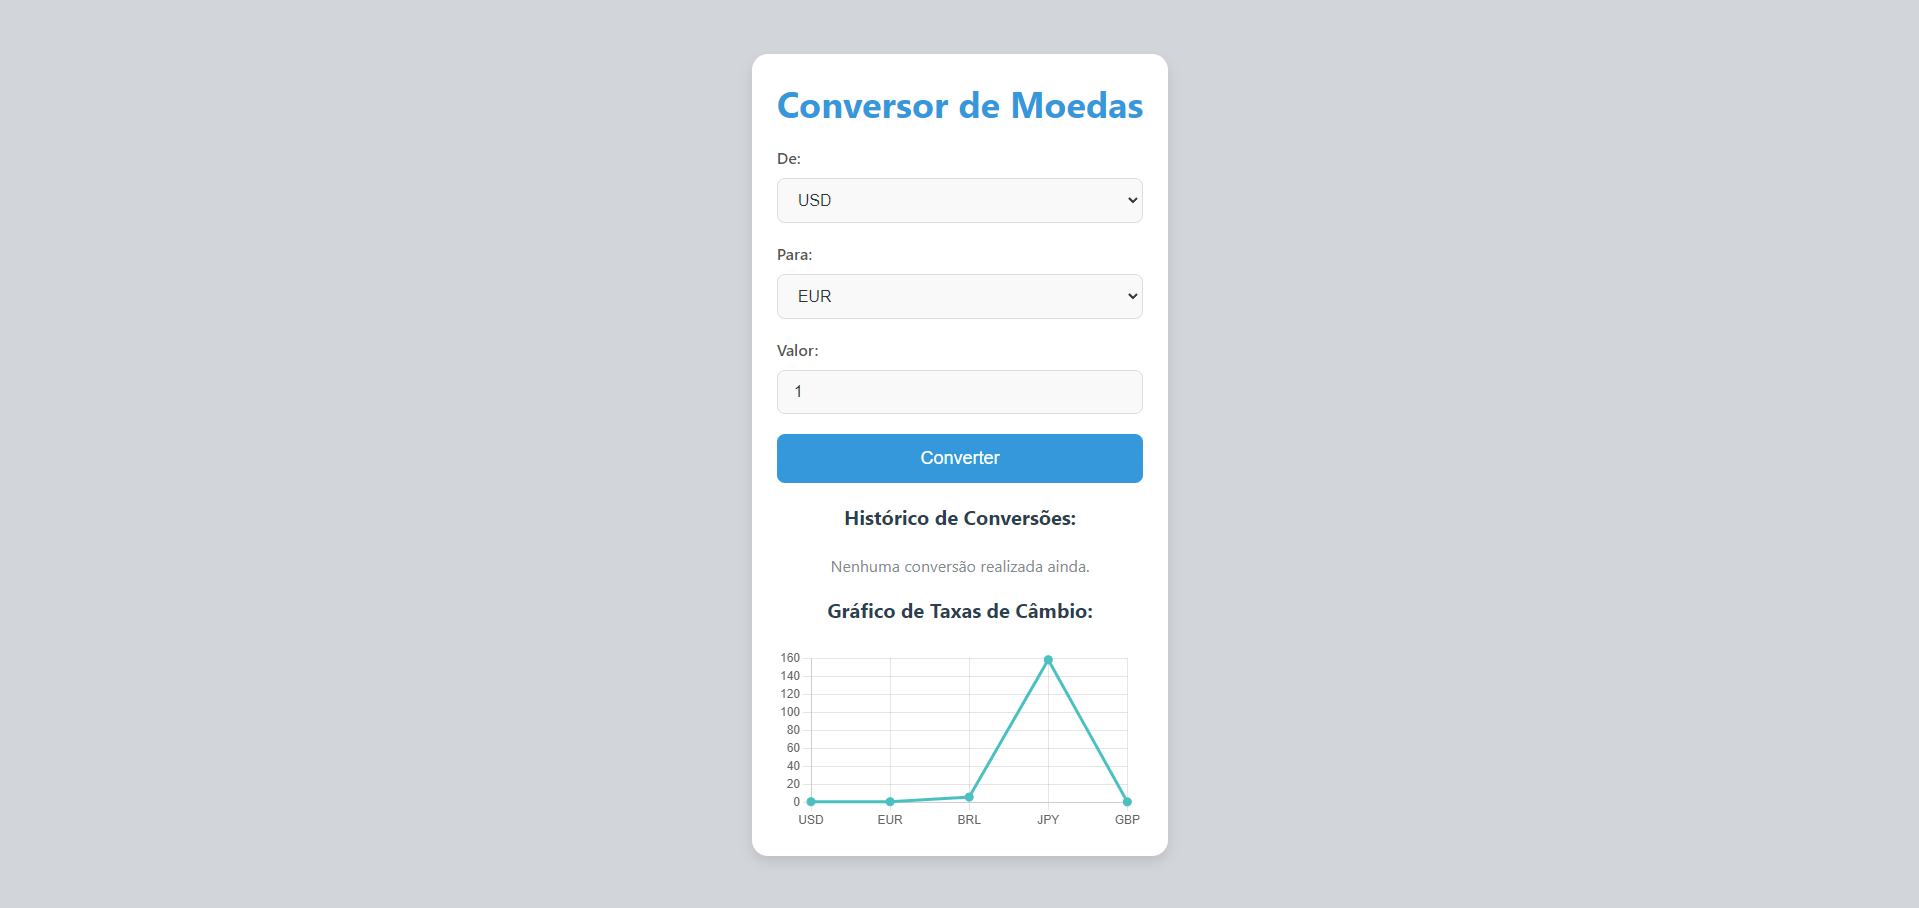 Conversor de Moedas
De:
USD
Para:
EUR
Valor:
1
Converter
Histórico de Conversões:
Nenhuma conversão realizada ainda.
Gráfico de Taxas de Câmbio:
160
140
120
100
80
60
40
20
0
USD EUR BRL JPY GBP